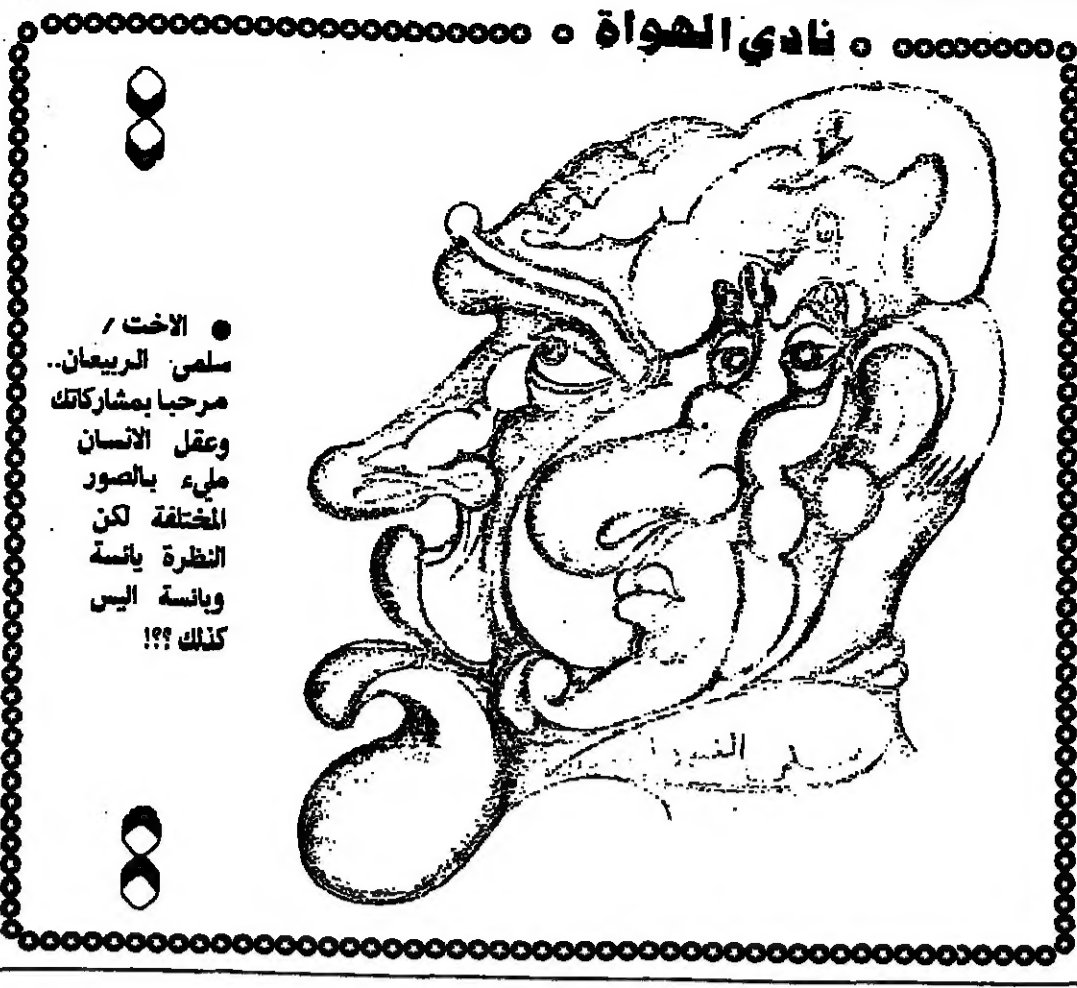 نادي الهواة
● الاخت /
سلمى الربيعان..
مرحبا بمشاركاتك
وعقل الانسان
مليء بالصور
المختلفة لكن
النظرة يائسة
وبائسة اليس
كذلك ؟؟!